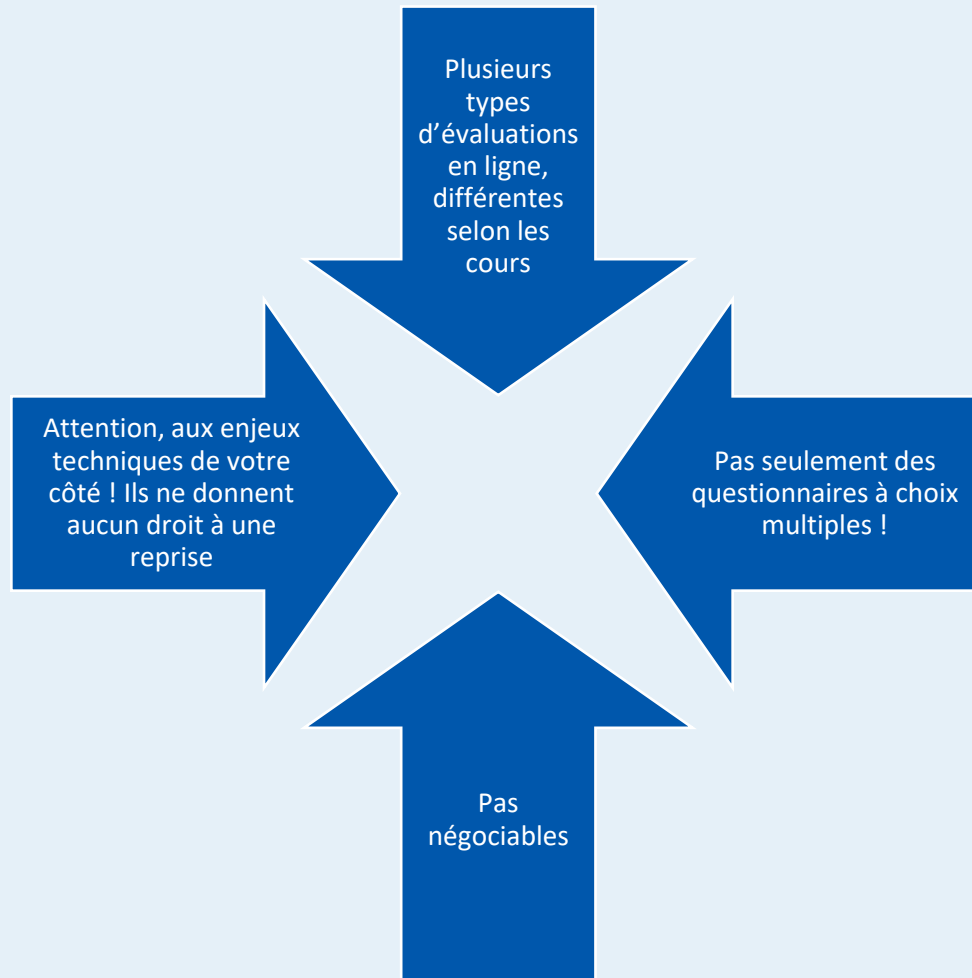 Plusieurs
types
d’évaluations
en ligne,
différentes
selon les
cours
Attention, aux enjeux
techniques de votre
côté ! Ils ne donnent
aucun droit à une
reprise
Pas seulement des
questionnaires à choix
multiples !
Pas
négociables